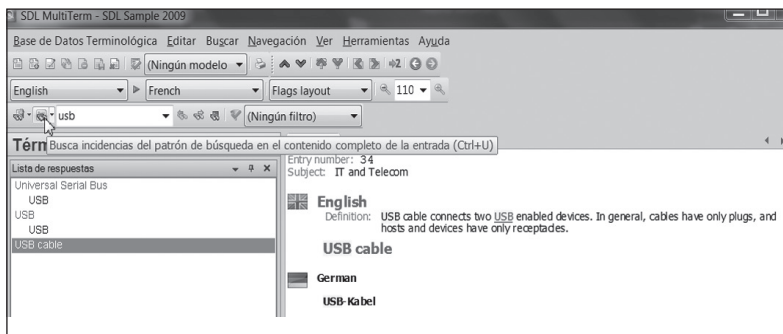 SDL MultiTerm - SDL Sample 2009
Base de Datos Terminológica Editar Buscar Navegación Ver Herramientas Ayuda
(Ningún modelo
English French Flags layout 110
usb (Ningún filtro)
Térm
Busca incidencias del patrón de búsqueda en el contenido completo de la entrada (Ctrl+U)
Lista de respuestas
Universal Serial Bus
USB
USB
USB
USB cable
Entry number: 34
Subject: IT and Telecom
English
Definition: USB cable connects two USB enabled devices. In general, cables have only plugs, and
hosts and devices have only receptacles.
USB cable
German
USB-Kabel